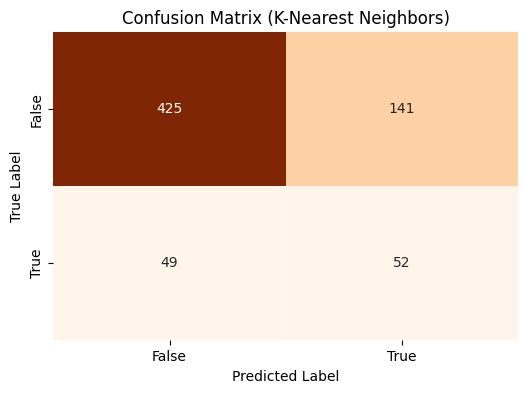 Confusion Matrix (K-Nearest Neighbors)
True Label
False
425
141
True
49
52
False
True
Predicted Label